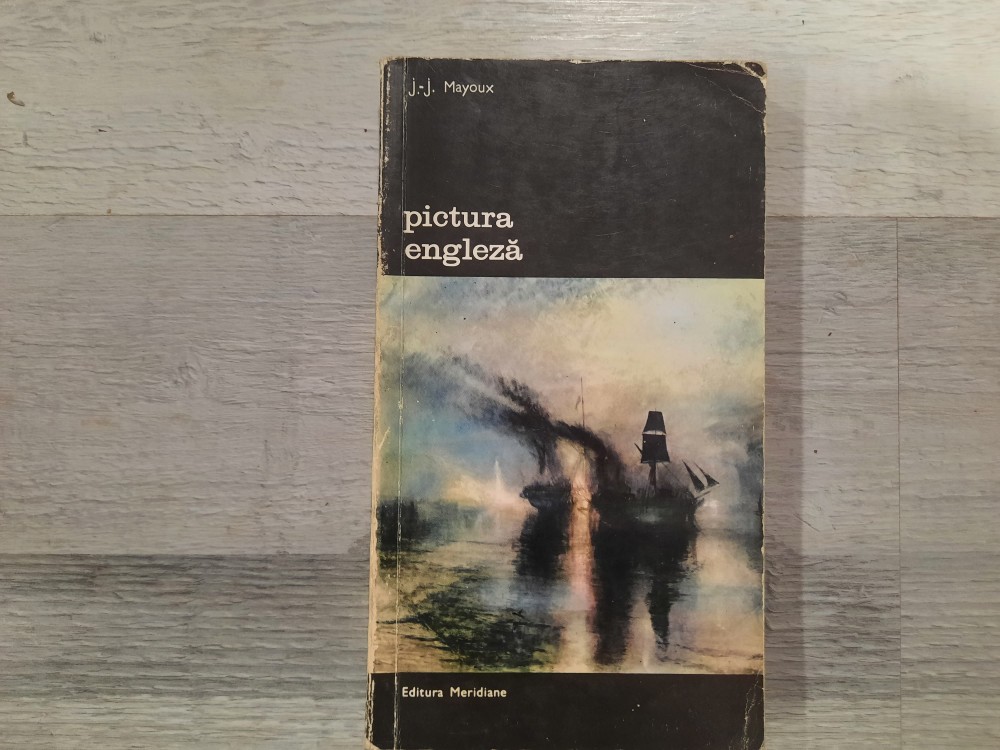 j.-j. Mayoux
pictura
engleză
Editura Meridiane